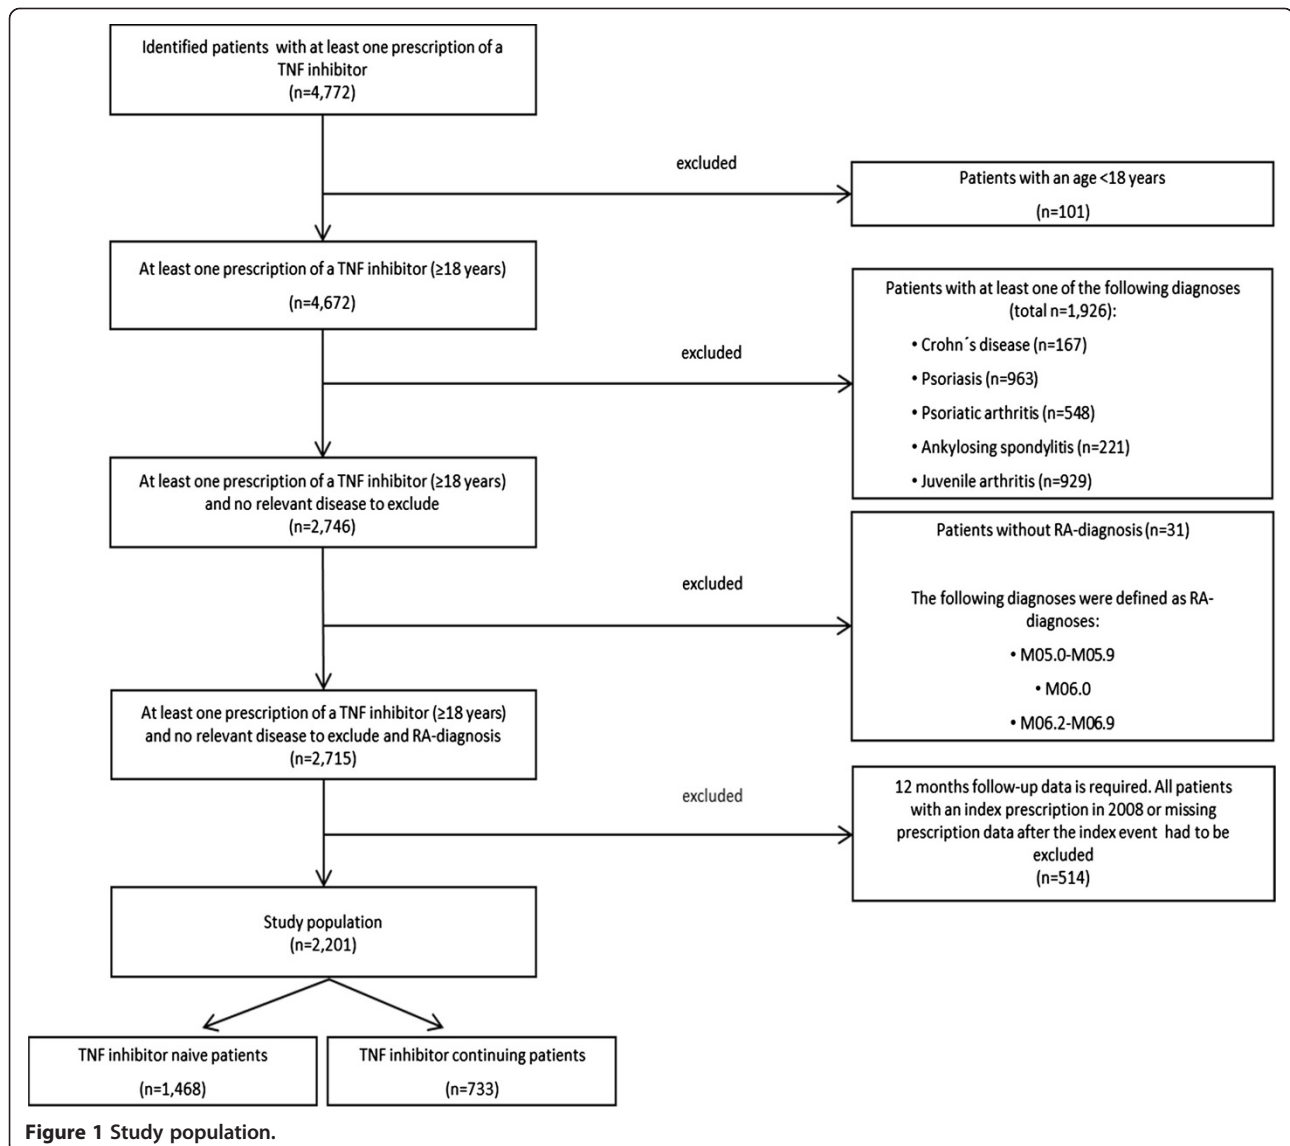 Identified patients with at least one prescription of a
TNF inhibitor
(n=4,772)
excluded
Patients with an age <18 years
(n=101)
At least one prescription of a TNF inhibitor (≥18 years)
(n=4,672)
excluded
Patients with at least one of the following diagnoses
(total n=1,926):
• Crohn´s disease (n=167)
• Psoriasis (n=963)
• Psoriatic arthritis (n=548)
• Ankylosing spondylitis (n=221)
• Juvenile arthritis (n=929)
At least one prescription of a TNF inhibitor (≥18 years)
and no relevant disease to exclude
(n=2,746)
excluded
Patients without RA-diagnosis (n=31)
The following diagnoses were defined as RA-
diagnoses:
• M05.0-M05.9
• M06.0
• M06.2-M06.9
At least one prescription of a TNF inhibitor (≥18 years)
and no relevant disease to exclude and RA-diagnosis
(n=2,715)
excluded
12 months follow-up data is required. All patients
with an index prescription in 2008 or missing
prescription data after the index event had to be
excluded
(n=514)
Study population
(n=2,201)
TNF inhibitor naive patients
(n=1,468)
TNF inhibitor continuing patients
(n=733)
Figure 1 Study population.